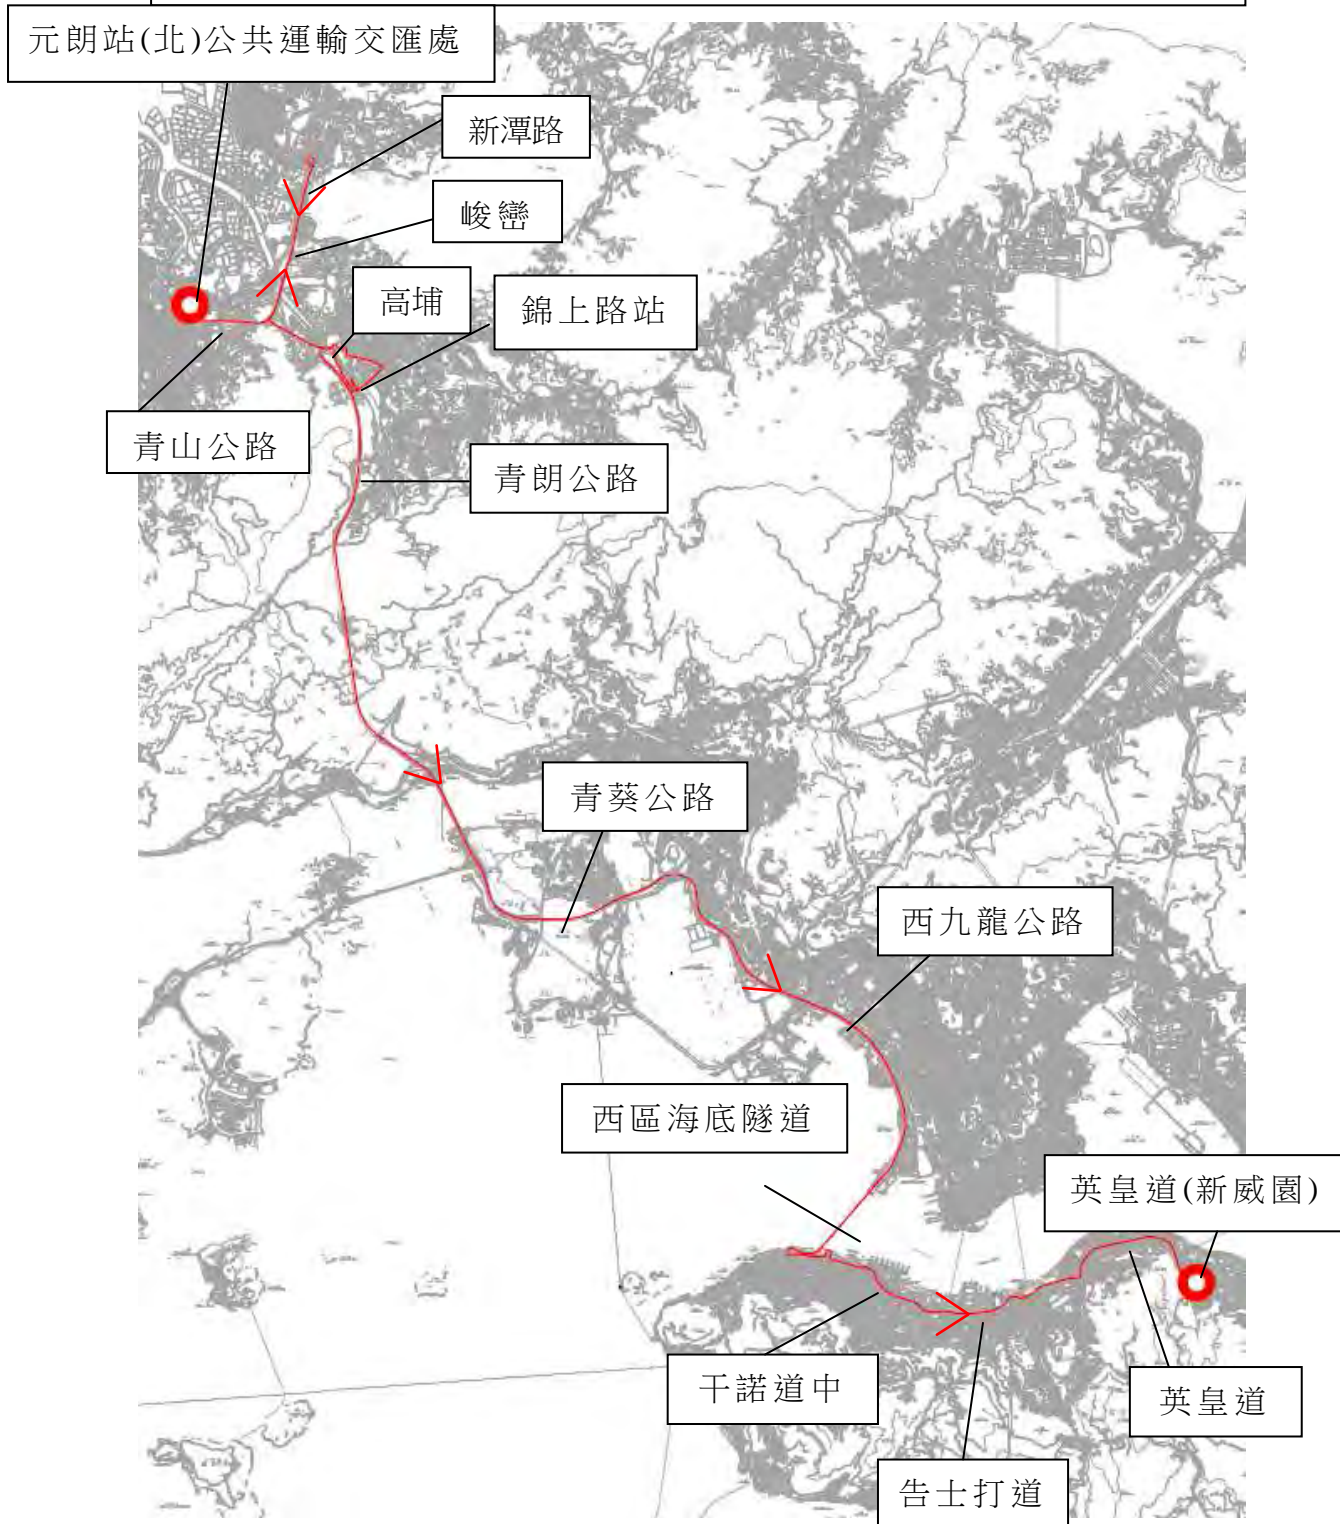 元朗站(北)公共運輸交匯處
新潭路
峻巒
高埔
錦上路站
青山公路
青朗公路
青葵公路
西九龍公路
西區海底隧道
英皇道(新威園)
干諾道中
英皇道
告士打道